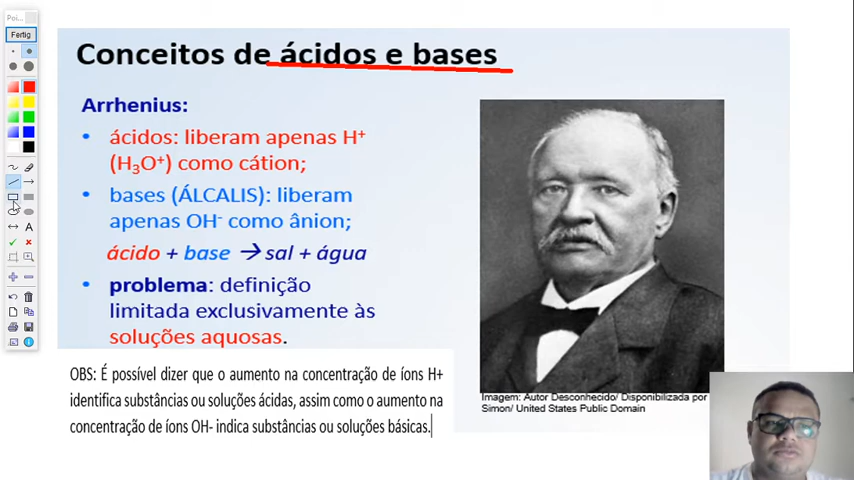 Poi...
Fertig
Conceitos de ácidos e bases
Arrhenius:
• ácidos: liberam apenas H⁺
(H₃O⁺) como cátion;
• bases (ÁLCALIS): liberam
apenas OH⁻ como ânion;
ácido + base → sal + água
• problema: definição
limitada exclusivamente às
soluções aquosas.
OBS: É possível dizer que o aumento na concentração de íons H+
identifica substâncias ou soluções ácidas, assim como o aumento na
concentração de íons OH- indica substâncias ou soluções básicas.
Imagem: Autor Desconhecido/ Disponibilizada por
Simon/ United States Public Domain